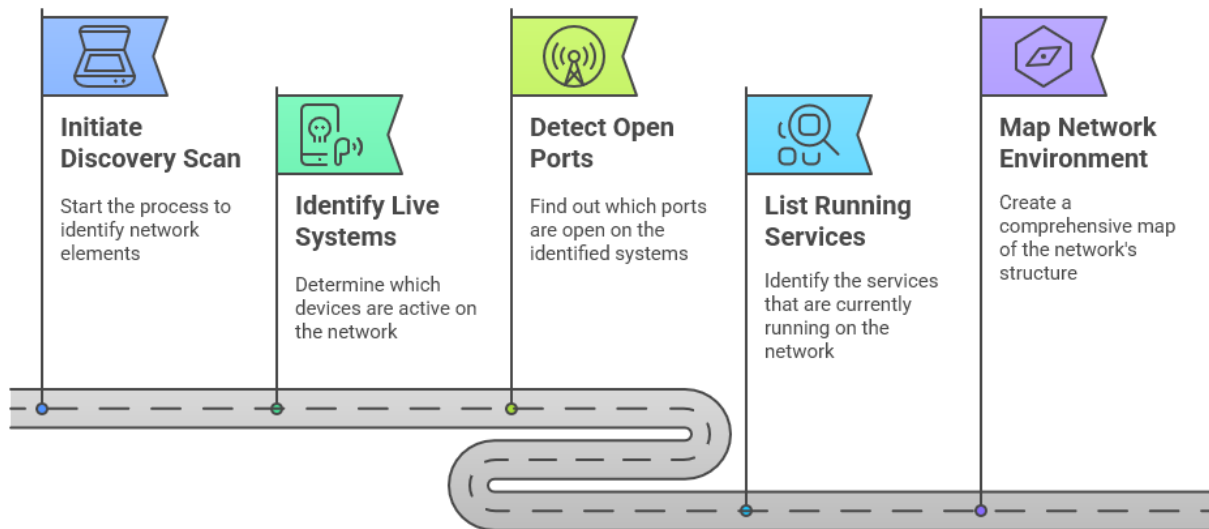 Initiate
Discovery Scan
Start the process to
identify network
elements
Identify Live
Systems
Determine which
devices are active on
the network
Detect Open
Ports
Find out which ports
are open on the
identified systems
List Running
Services
Identify the services
that are currently
running on the
network
Map Network
Environment
Create a
comprehensive map
of the network's
structure